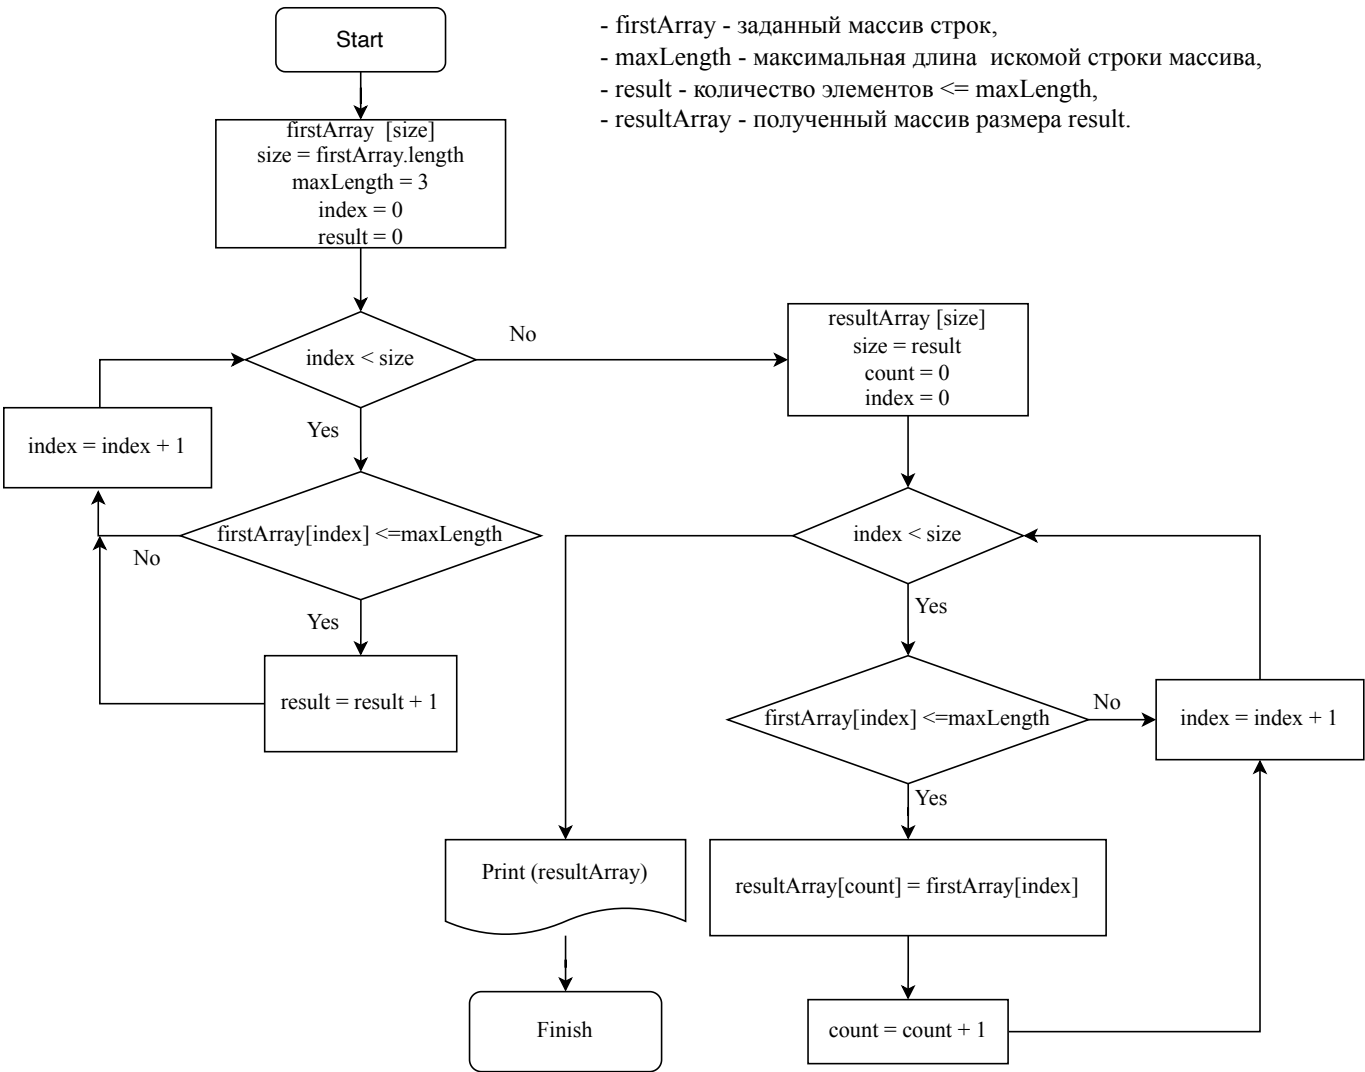 Start
- firstArray - заданный массив строк,
- maxLength - максимальная длина искомой строки массива,
- result - количество элементов <= maxLength,
- resultArray - полученный массив размера result.
firstArray [size]
size = firstArray.length
maxLength = 3
index = 0
result = 0
index < size
No
Yes
index = index + 1
firstArray[index] <=maxLength
No
Yes
result = result + 1
resultArray [size]
size = result
count = 0
index = 0
index < size
Yes
firstArray[index] <=maxLength
No
index = index + 1
Yes
resultArray[count] = firstArray[index]
count = count + 1
Print (resultArray)
Finish